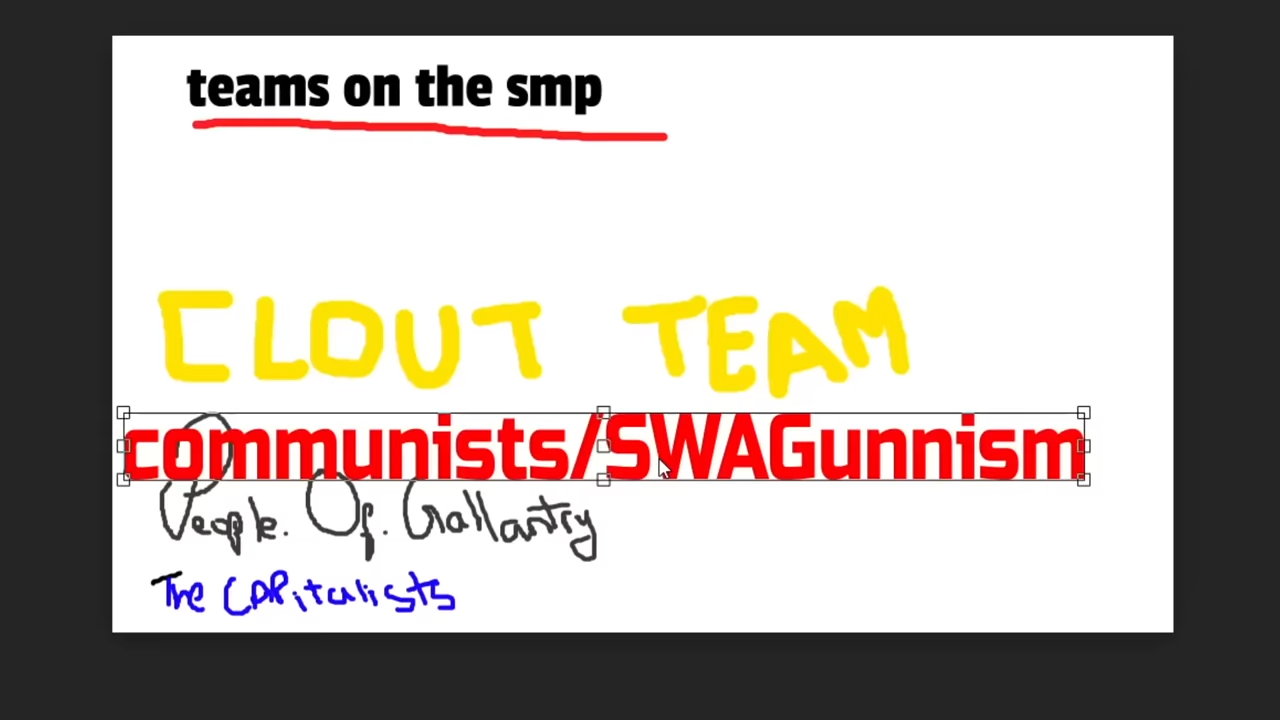 teams on the smp
CLOUT TEAM
communists/SWAGunnism
People. Of. Gallantry
The CAPitalists